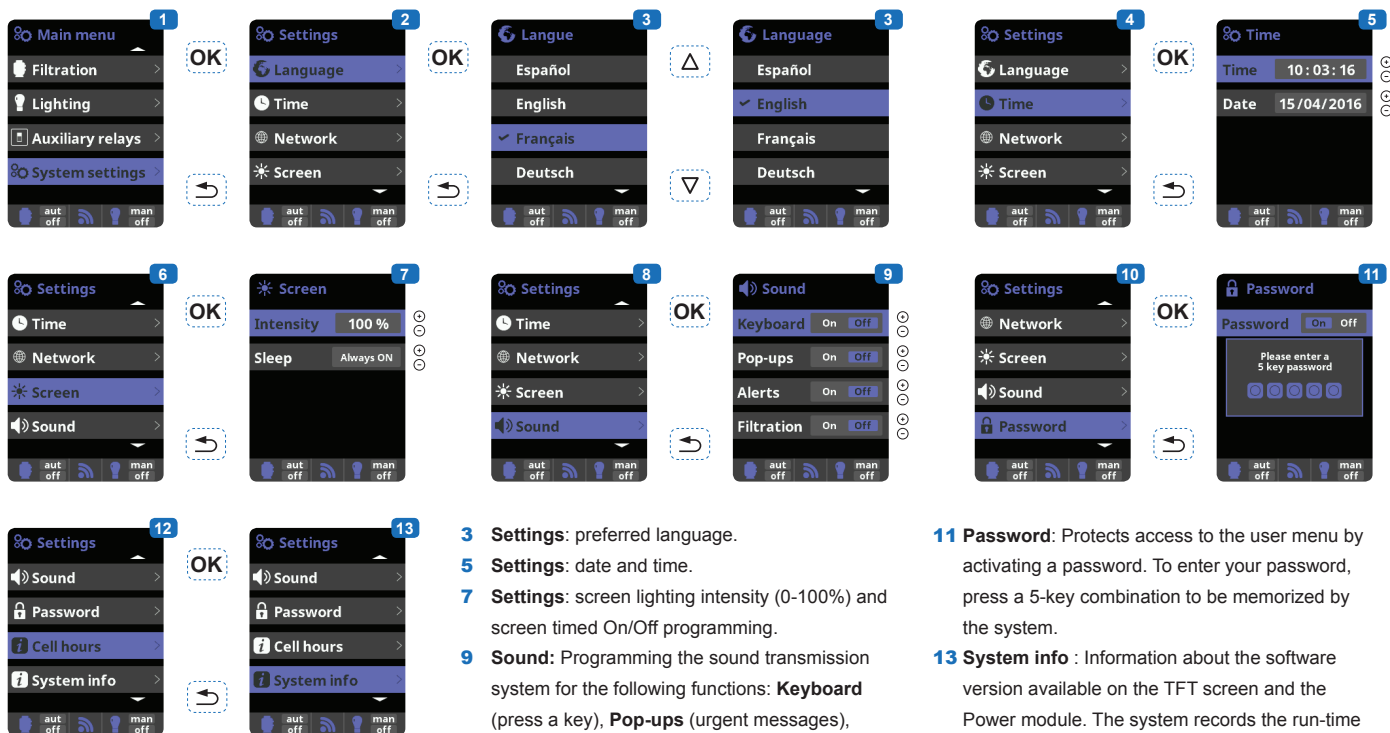 1
Main menu
Filtration
Lighting
Auxiliary relays
System settings
aut off man off
OK
2
Settings
Language
Time
Network
Screen
aut off man off
OK
3
Langue
Español
English
Français
Deutsch
aut off man off
3
Language
Español
English
Français
Deutsch
aut off man off
4
Settings
Language
Time
Network
Screen
aut off man off
OK
5
Time
Time 10:03:16
Date 15/04/2016
aut off man off
6
Settings
Time
Network
Screen
Sound
aut off man off
OK
7
Screen
Intensity 100 %
Sleep Always ON
aut off man off
8
Settings
Time
Network
Screen
Sound
aut off man off
OK
9
Sound
Keyboard On Off
Pop-ups On Off
Alerts On Off
Filtration On Off
aut off man off
10
Settings
Network
Screen
Sound
Password
aut off man off
OK
11
Password
Password On Off
Please enter a
5 key password
aut off man off
12
Settings
Sound
Password
Cell hours
System info
aut off man off
OK
13
Settings
Sound
Password
Cell hours
System info
aut off man off
3 Settings: preferred language.
5 Settings: date and time.
7 Settings: screen lighting intensity (0-100%) and
screen timed On/Off programming.
9 Sound: Programming the sound transmission
system for the following functions: Keyboard
(press a key), Pop-ups (urgent messages),
11 Password: Protects access to the user menu by
activating a password. To enter your password,
press a 5-key combination to be memorized by
the system.
13 System info : Information about the software
version available on the TFT screen and the
Power module. The system records the run-time